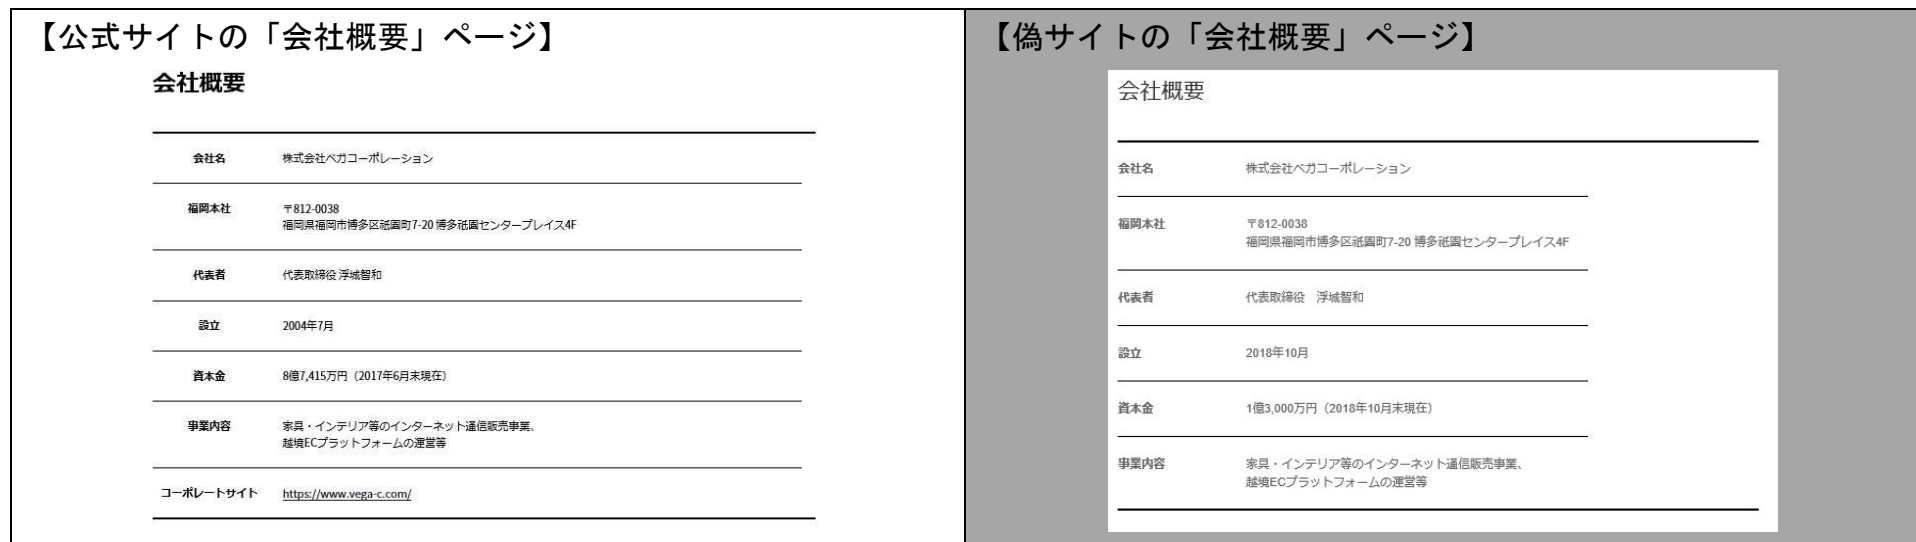 【公式サイトの「会社概要」ページ】
会社概要
会社名 株式会社ベガコーポレーション
福岡本社 〒812-0038
福岡県福岡市博多区祇園町7-20 博多祇園センタープレイス4F
代表者 代表取締役 浮城智和
設立 2004年7月
資本金 8億7,415万円（2017年6月末現在）
事業内容 家具・インテリア等のインターネット通信販売事業、
越境ECプラットフォームの運営等
コーポレートサイト https://www.vega-c.com/
【偽サイトの「会社概要」ページ】
会社概要
会社名 株式会社ベガコーポレーション
福岡本社 〒812-0038
福岡県福岡市博多区祇園町7-20 博多祇園センタープレイス4F
代表者 代表取締役　浮城智和
設立 2018年10月
資本金 1億3,000万円（2018年10月末現在）
事業内容 家具・インテリア等のインターネット通信販売事業、
越境ECプラットフォームの運営等